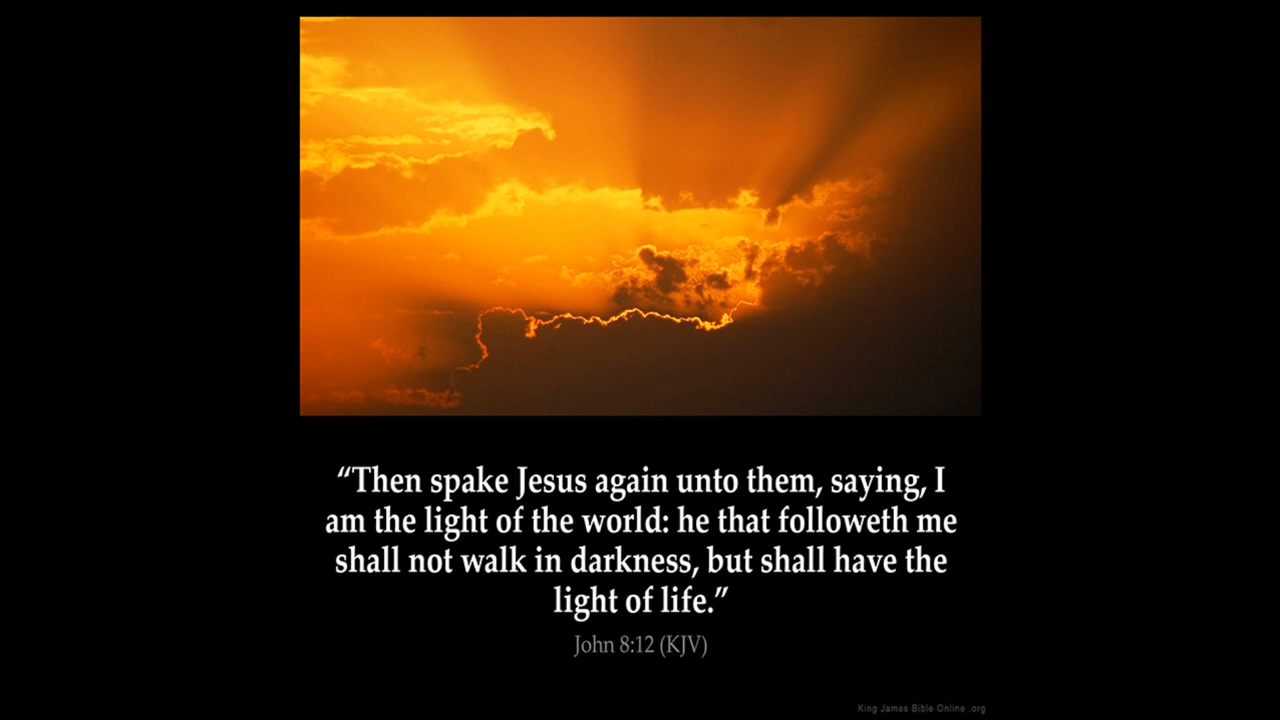 “Then spake Jesus again unto them, saying, I
am the light of the world: he that followeth me
shall not walk in darkness, but shall have the
light of life.”
John 8:12 (KJV)
King James Bible Online .org